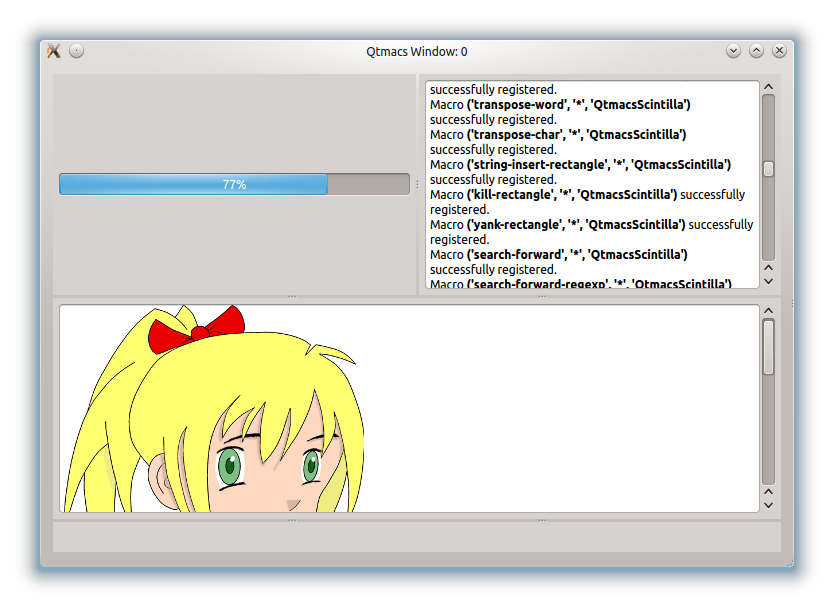 Qtmacs Window: 0
77%
successfully registered.
Macro ('transpose-word', '*', 'QtmacsScintilla')
successfully registered.
Macro ('transpose-char', '*', 'QtmacsScintilla')
successfully registered.
Macro ('string-insert-rectangle', '*', 'QtmacsScintilla')
successfully registered.
Macro ('kill-rectangle', '*', 'QtmacsScintilla') successfully
registered.
Macro ('yank-rectangle', '*', 'QtmacsScintilla') successfully
registered.
Macro ('search-forward', '*', 'QtmacsScintilla')
successfully registered.
Macro ('search-forward-regexp', '*', 'QtmacsScintilla')